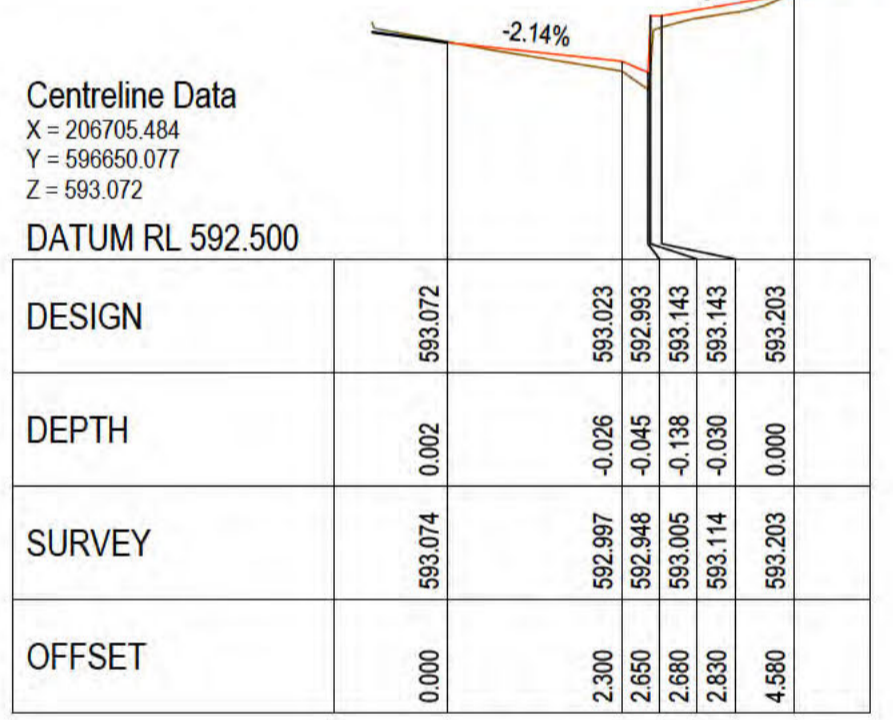 -2.14%
Centreline Data
X = 206705.484
Y = 596650.077
Z = 593.072
DATUM RL 592.500
DESIGN 593.072 593.023 592.993 593.143 593.143 593.203
DEPTH 0.002 -0.026 -0.045 -0.138 -0.030 0.000
SURVEY 593.074 592.997 592.948 593.005 593.114 593.203
OFFSET 0.000 2.300 2.650 2.680 2.830 4.580